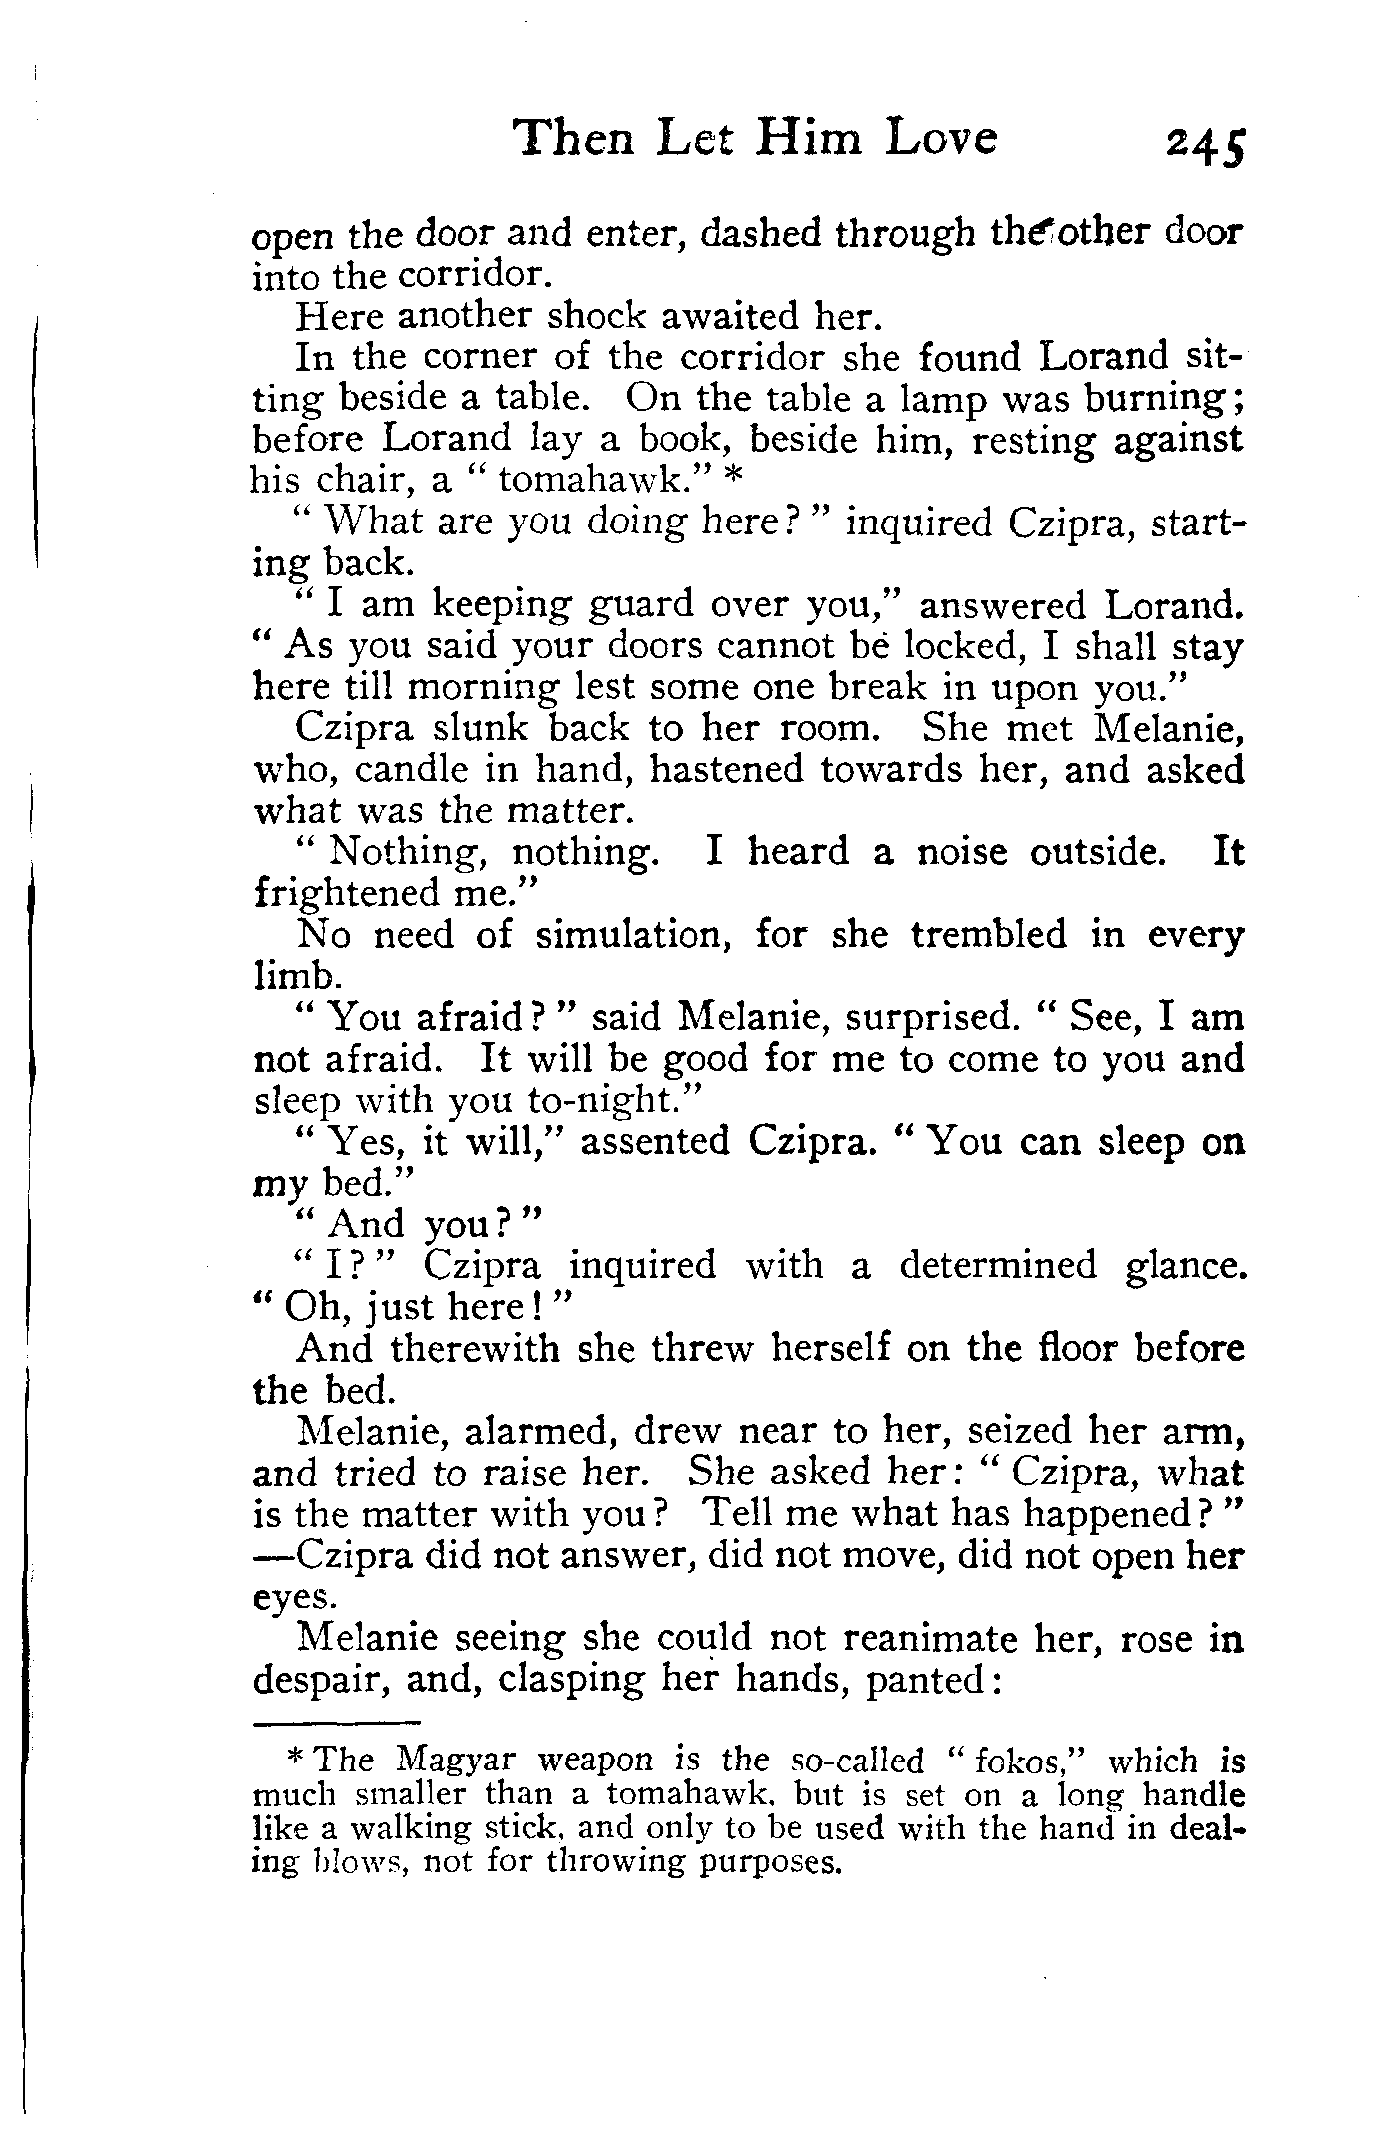 Then Let Him Love 245
open the door and enter, dashed through the other door
into the corridor.
Here another shock awaited her.
In the corner of the corridor she found Lorand sit-
ting beside a table. On the table a lamp was burning;
before Lorand lay a book, beside him, resting against
his chair, a " tomahawk." *
" What are you doing here? " inquired Czipra, start-
ing back.
" I am keeping guard over you," answered Lorand.
" As you said your doors cannot be locked, I shall stay
here till morning lest some one break in upon you."
Czipra slunk back to her room. She met Melanie,
who, candle in hand, hastened towards her, and asked
what was the matter.
" Nothing, nothing. I heard a noise outside. It
frightened me."
No need of simulation, for she trembled in every
limb.
" You afraid? " said Melanie, surprised. " See, I am
not afraid. It will be good for me to come to you and
sleep with you to-night."
" Yes, it will," assented Czipra. " You can sleep on
my bed."
" And you? "
" I? " Czipra inquired with a determined glance.
" Oh, just here! "
And therewith she threw herself on the floor before
the bed.
Melanie, alarmed, drew near to her, seized her arm,
and tried to raise her. She asked her: " Czipra, what
is the matter with you? Tell me what has happened? "
—Czipra did not answer, did not move, did not open her
eyes.
Melanie seeing she could not reanimate her, rose in
despair, and, clasping her hands, panted:
* The Magyar weapon is the so-called " fokos," which is
much smaller than a tomahawk, but is set on a long handle
like a walking stick, and only to be used with the hand in deal-
ing blows, not for throwing purposes.